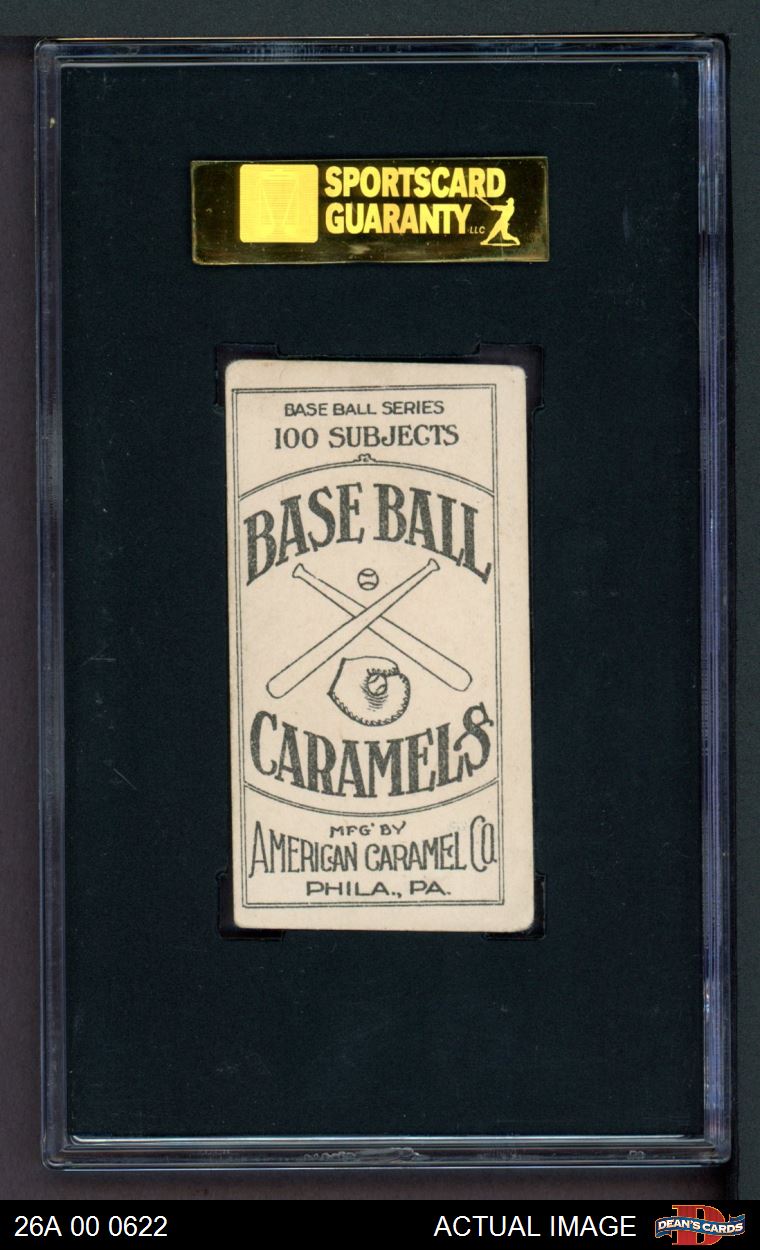 SPORTSCARD
GUARANTY LLC
BASE BALL SERIES
100 SUBJECTS
BASE BALL
CARAMELS
MFG' BY
AMERICAN CARAMEL CO.
PHILA., PA.
26A 00 0622
ACTUAL IMAGE
DEAN'S CARDS